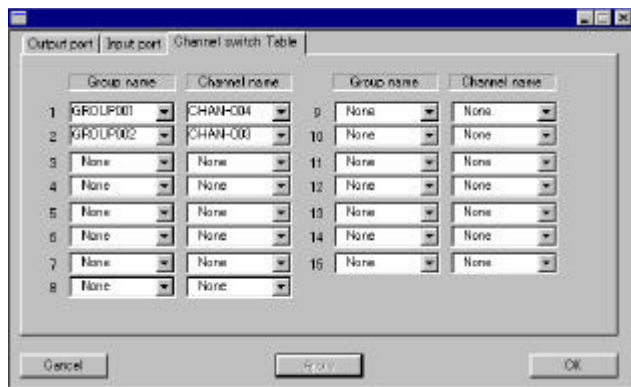 Output port Input port Channel switch Table
Group name Channel name Group name Channel name
1 GROUP001 CHAN-004 9 None None
2 GROUP002 CHAN-003 10 None None
3 None None 11 None None
4 None None 12 None None
5 None None 13 None None
6 None None 14 None None
7 None None 15 None None
8 None None
Cancel Apply OK